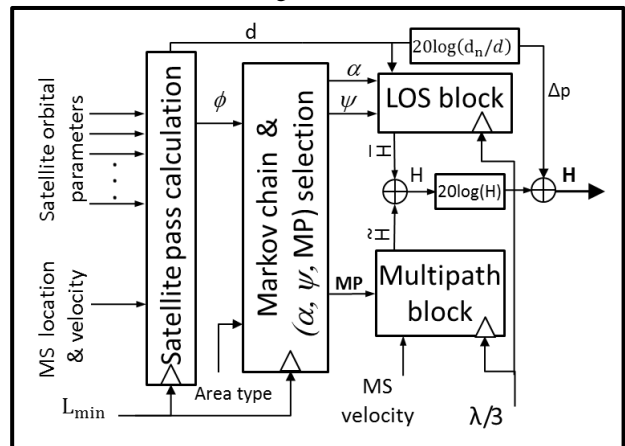 d
20log(dₙ/d)
α
ϕ
ψ
LOS block
Δp
Satellite orbital
parameters
Satellite pass calculation
Markov chain &
(α, ψ, MP) selection
H̅
H
20log(H)
H
H̃
MP
Multipath
block
MS location
& velocity
Area type
MS
velocity
λ/3
Lₘᵢₙ